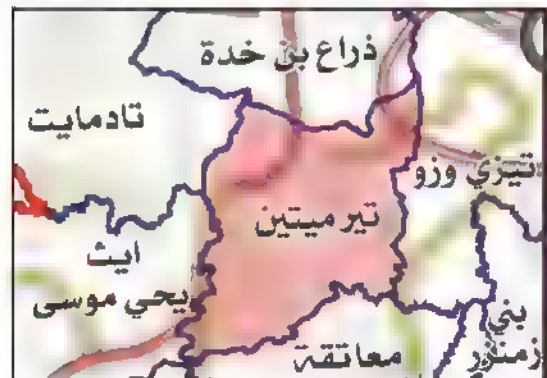 ذراع بن خدة
تادمايت
تيزي وزو
تيرميتين
ايث
يحي موسى
بني
زمنزر
معاتقة